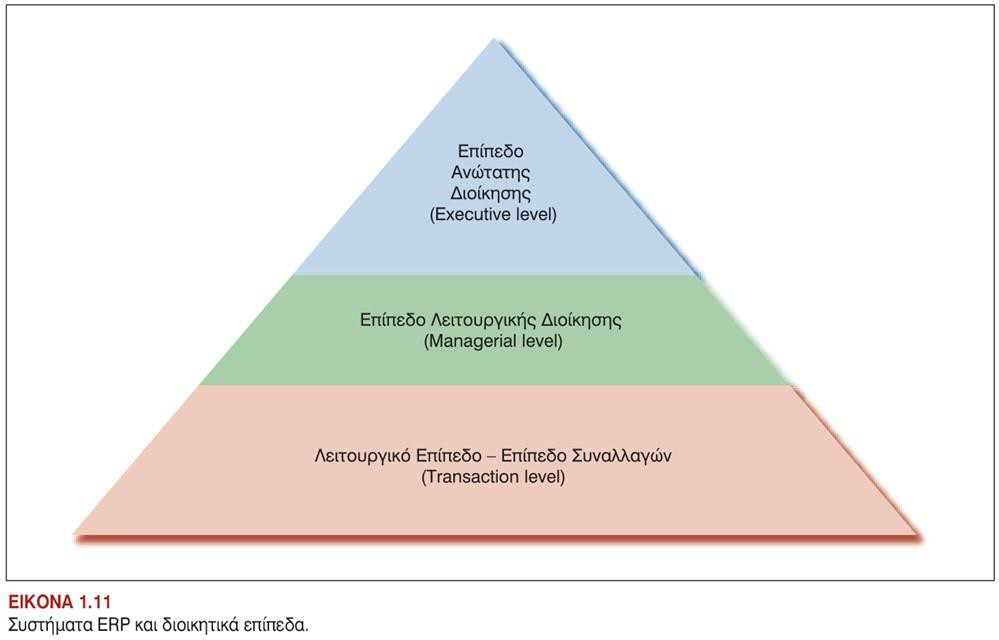 Επίπεδο
Ανώτατης
Διοίκησης
(Executive level)
Επίπεδο Λειτουργικής Διοίκησης
(Managerial level)
Λειτουργικό Επίπεδο – Επίπεδο Συναλλαγών
(Transaction level)
ΕΙΚΟΝΑ 1.11
Συστήματα ERP και διοικητικά επίπεδα.